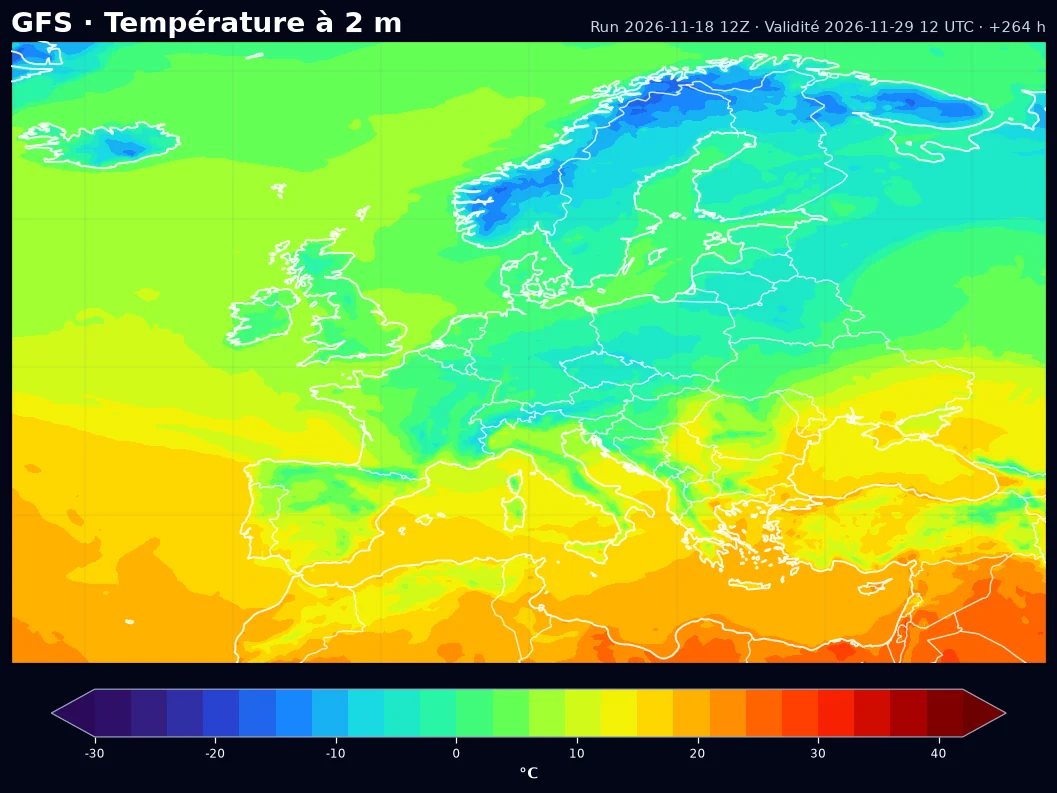 GFS · Température à 2 m
Run 2026-11-18 12Z · Validité 2026-11-29 12 UTC · +264 h
-30 -20 -10 0 10 20 30 40
°C